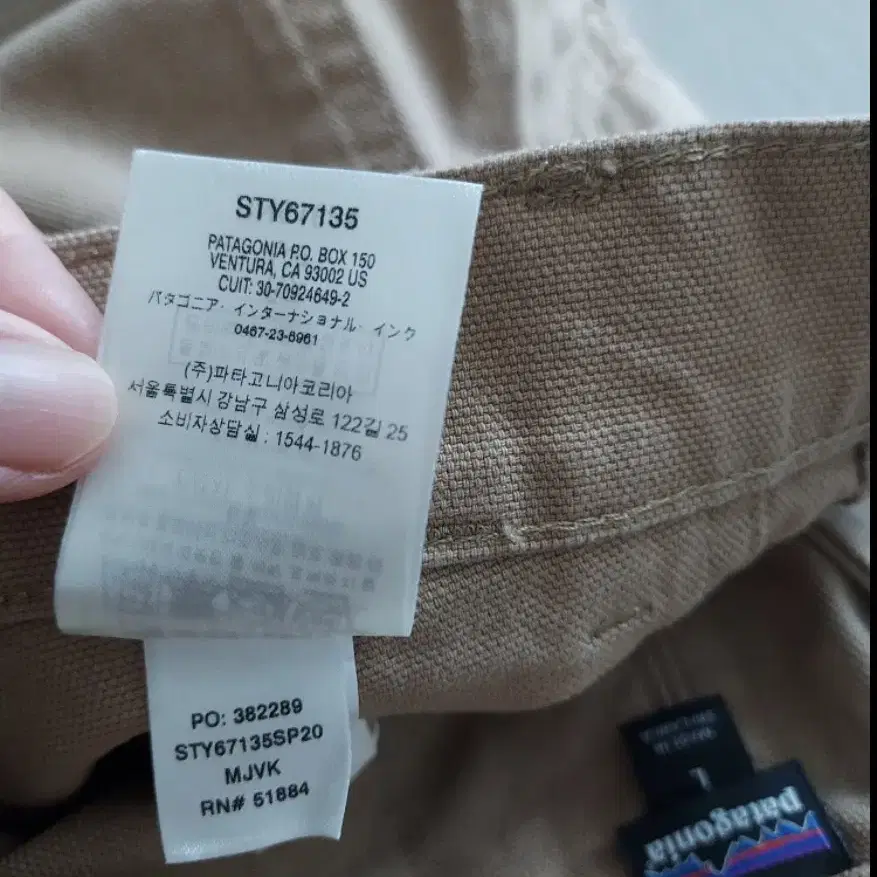 STY67135
PATAGONIA P.O. BOX 150
VENTURA, CA 93002 US
CUIT: 30-70924649-2
パタゴニア・インターナショナル・インク
0467-23-8961
(주)파타고니아코리아
서울특별시 강남구 삼성로 122길 25
소비자상담실 : 1544-1876
PO: 382289
STY67135SP20
MJVK
RN# 51884
L
patagonia